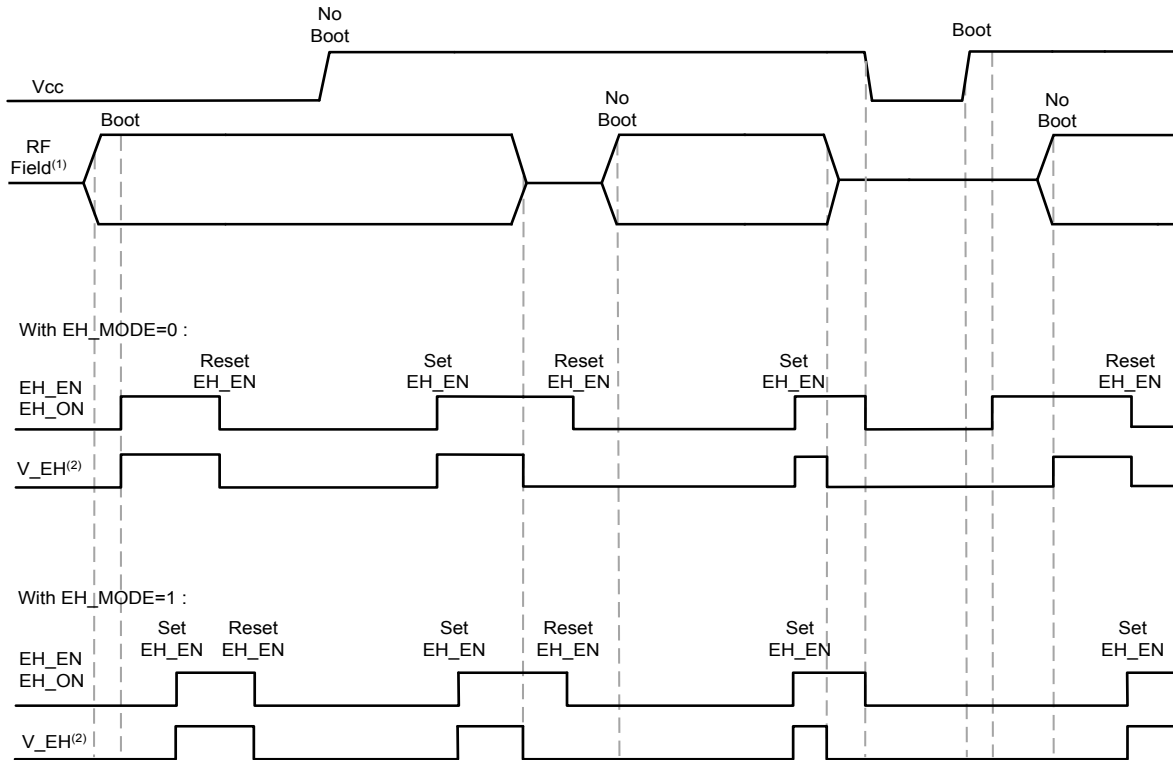 No
Boot
Boot
Vcc
Boot
No
Boot
No
Boot
RF
Field(1)
With EH_MODE=0 :
Reset
EH_EN
Set
EH_EN
Reset
EH_EN
Set
EH_EN
Reset
EH_EN
EH_EN
EH_ON
V_EH(2)
With EH_MODE=1 :
Set
EH_EN
Reset
EH_EN
Set
EH_EN
Reset
EH_EN
Set
EH_EN
Set
EH_EN
EH_EN
EH_ON
V_EH(2)